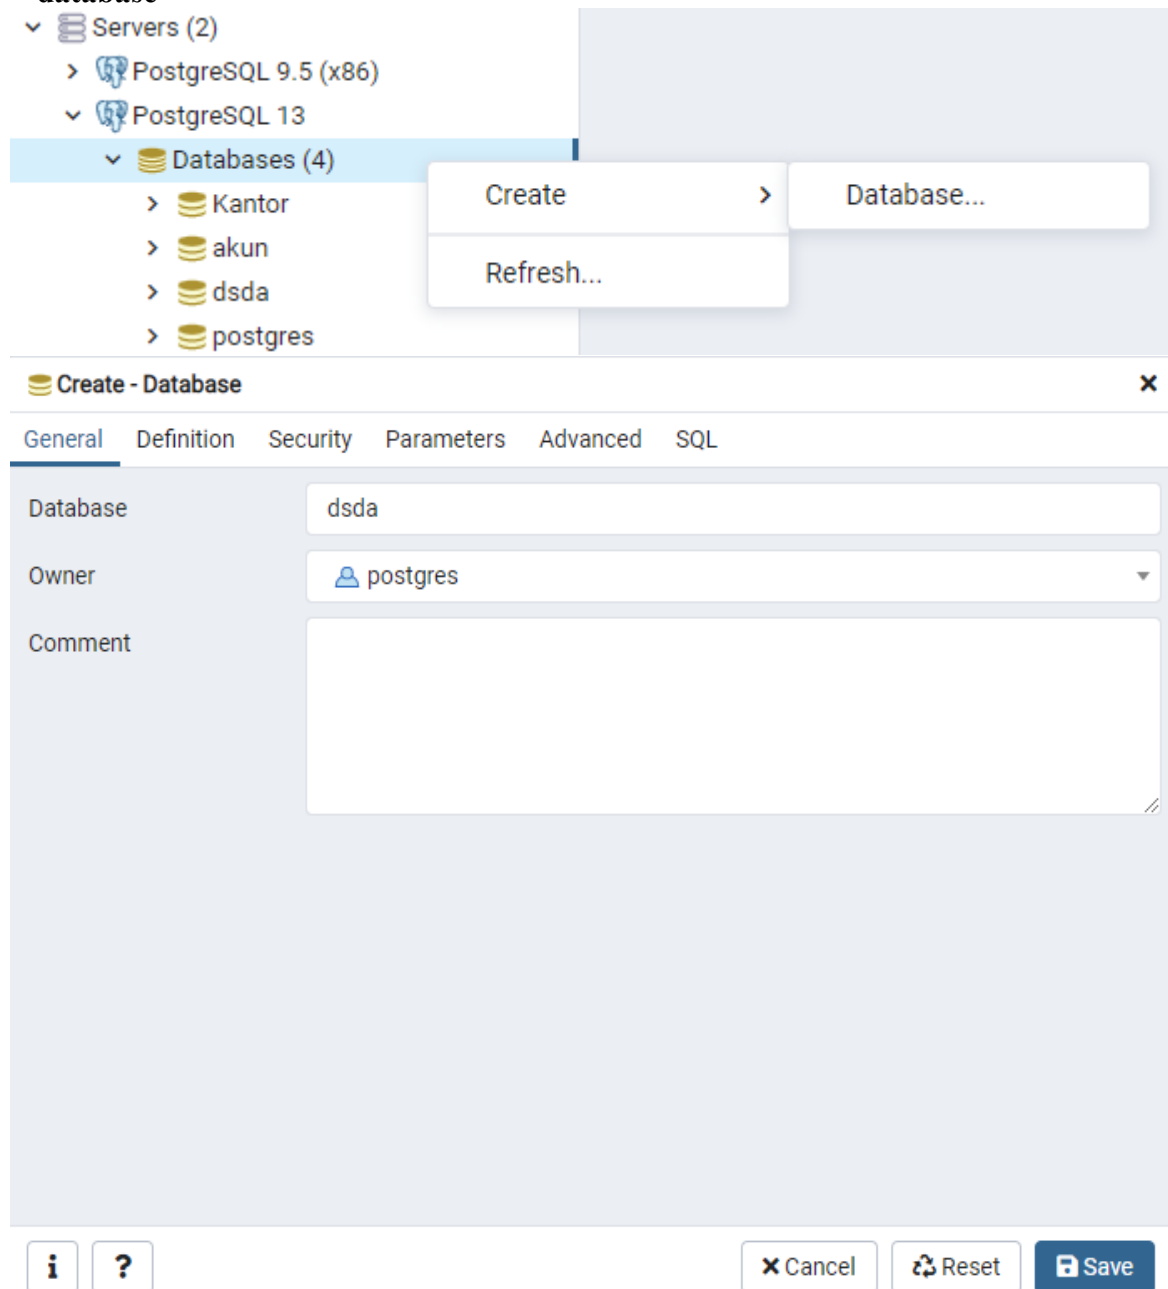 database
Servers (2)
PostgreSQL 9.5 (x86)
PostgreSQL 13
Databases (4)
Kantor
akun
dsda
postgres
Create
Database...
Refresh...
Create - Database
General Definition Security Parameters Advanced SQL
Database dsda
Owner postgres
Comment
i ? Cancel Reset Save